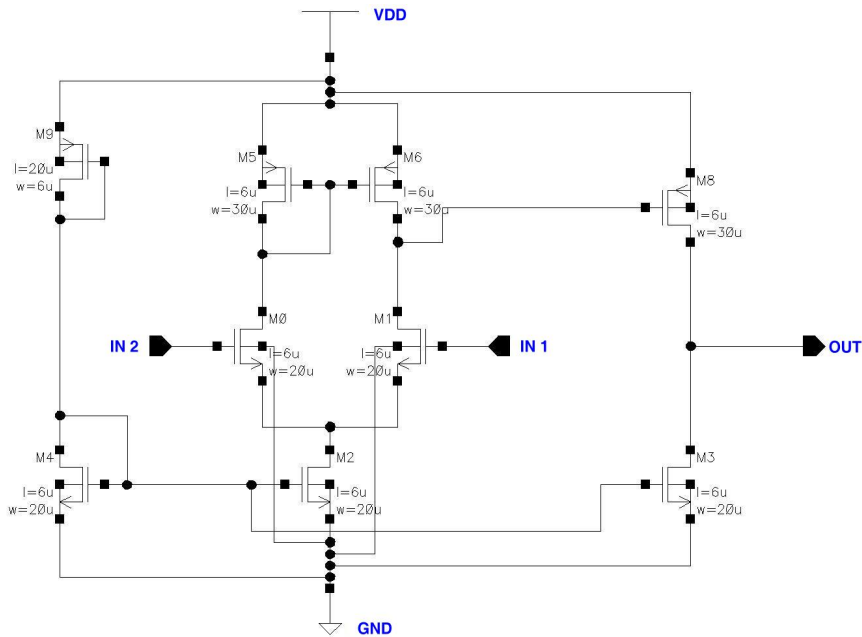 VDD
M9
l=20u
w=6u
M5
l=6u
w=30u
M6
l=6u
w=30u
M8
l=6u
w=30u
IN 2
M0
l=6u
w=20u
M1
l=6u
w=20u
IN 1
OUT
M4
l=6u
w=20u
M2
l=6u
w=20u
M3
l=6u
w=20u
GND